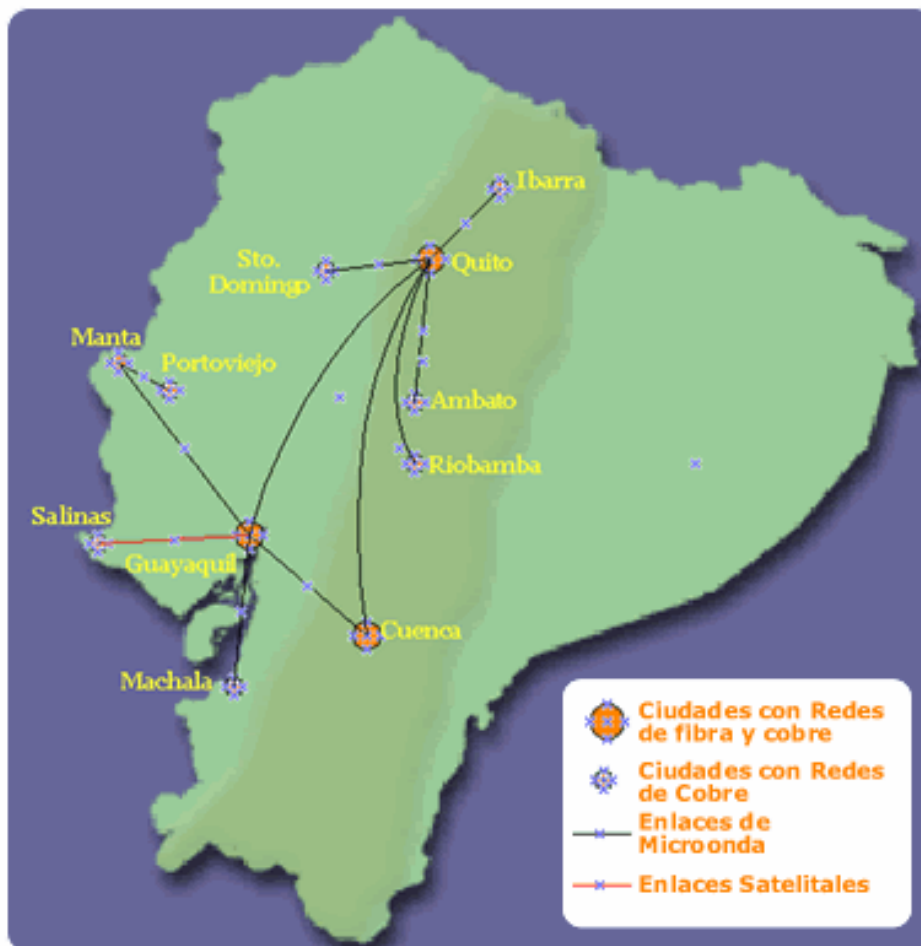 Ibarra
Sto.
Domingo
Quito
Manta
Portoviejo
Ambato
Riobamba
Salinas
Guayaquil
Cuenca
Machala
Ciudades con Redes
de fibra y cobre
Ciudades con Redes
de Cobre
Enlaces de
Microonda
Enlaces Satelitales